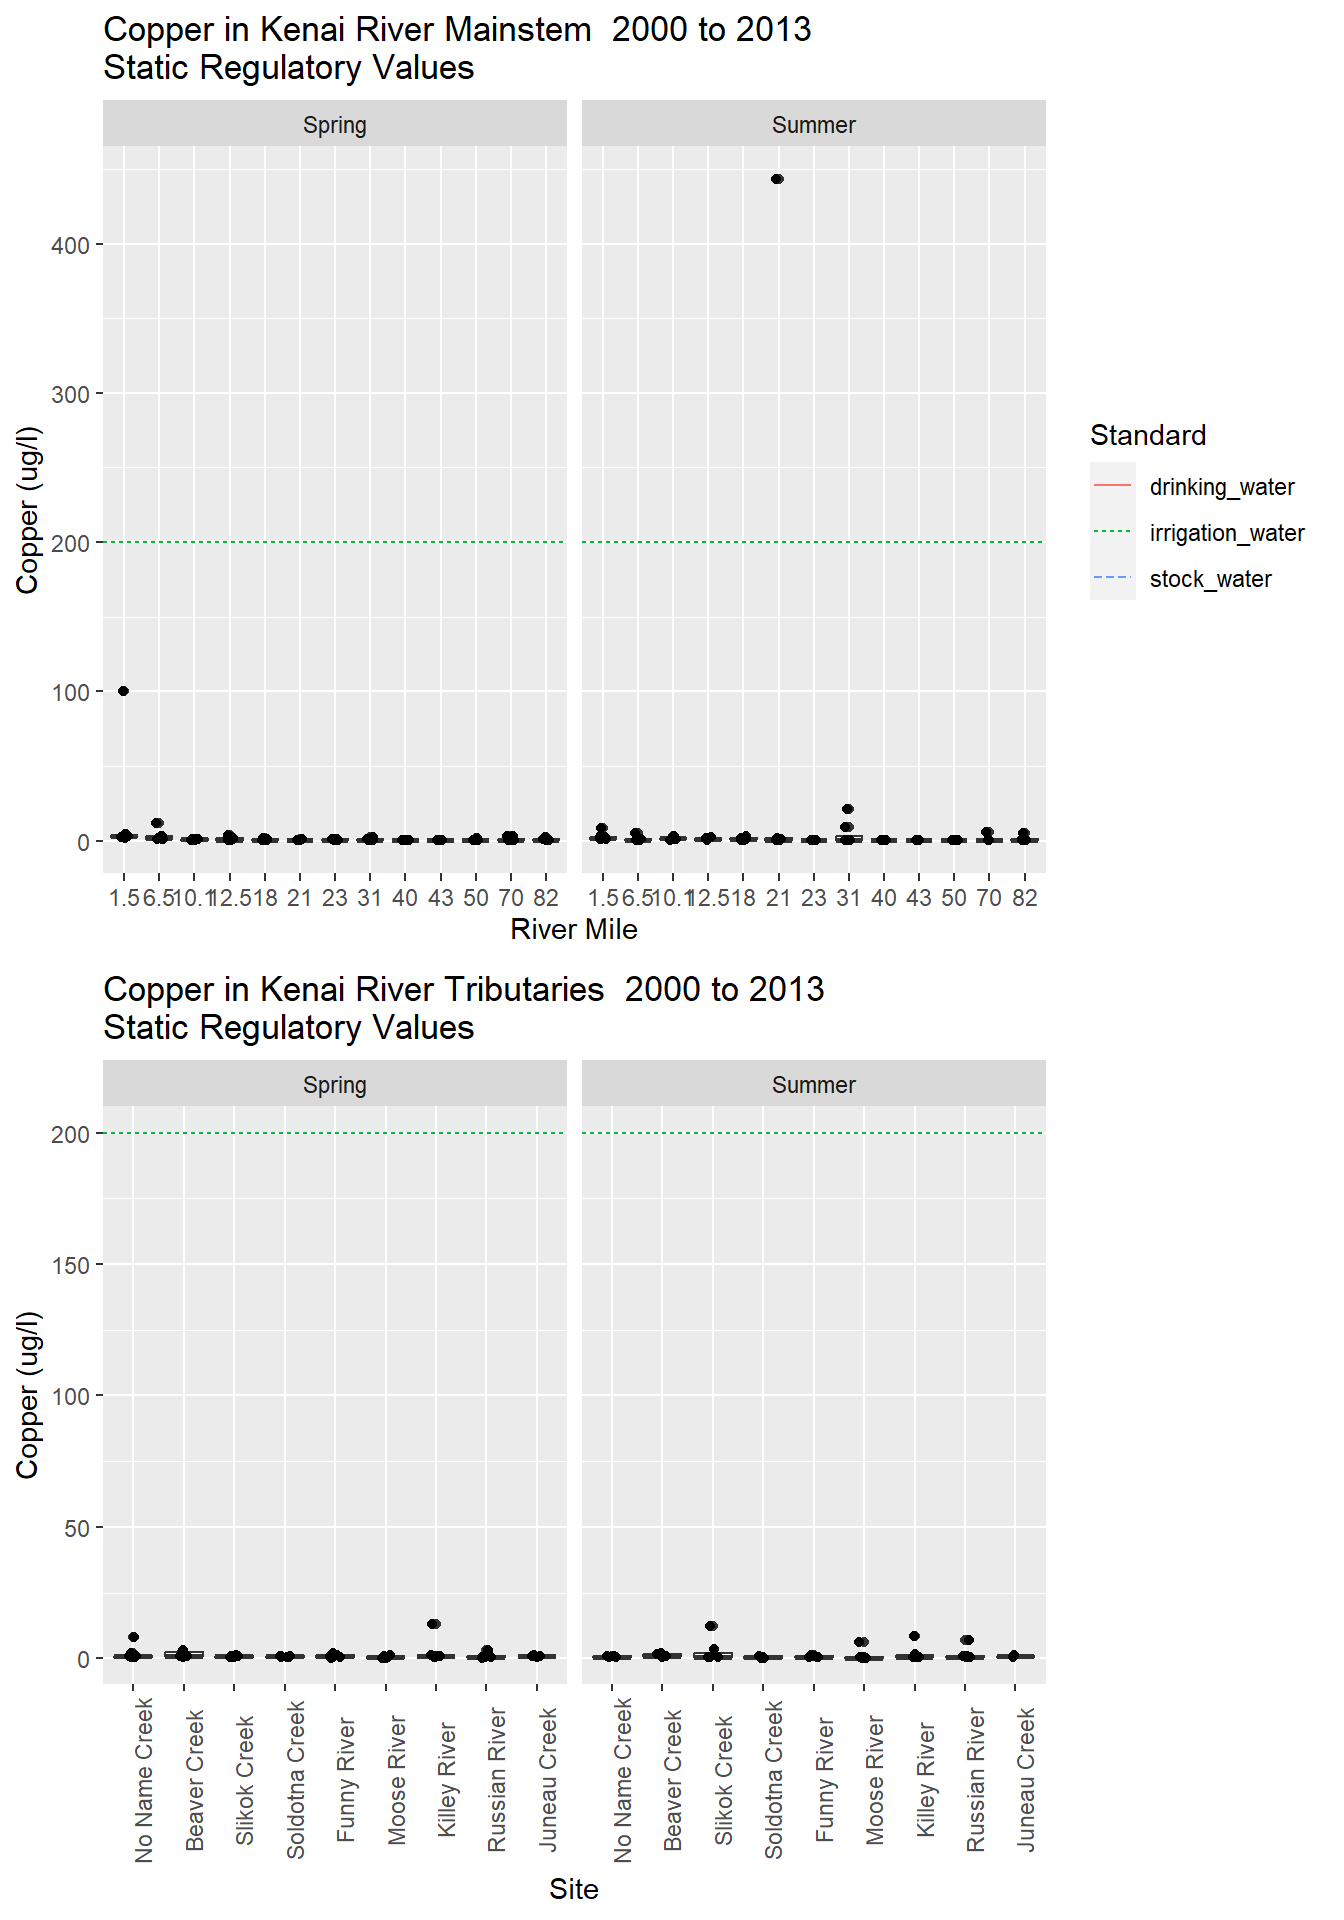 Copper in Kenai River Mainstem  2000 to 2013
Static Regulatory Values
Spring
Summer
Copper (ug/l)
400
300
200
100
0
1.5 6.5 10.1 12.5 18 21 23 31 40 43 50 70 82
1.5 6.5 10.1 12.5 18 21 23 31 40 43 50 70 82
River Mile
Standard
drinking_water
irrigation_water
stock_water
Copper in Kenai River Tributaries  2000 to 2013
Static Regulatory Values
Spring
Summer
Copper (ug/l)
200
150
100
50
0
No Name Creek
Beaver Creek
Slikok Creek
Soldotna Creek
Funny River
Moose River
Killey River
Russian River
Juneau Creek
No Name Creek
Beaver Creek
Slikok Creek
Soldotna Creek
Funny River
Moose River
Killey River
Russian River
Juneau Creek
Site